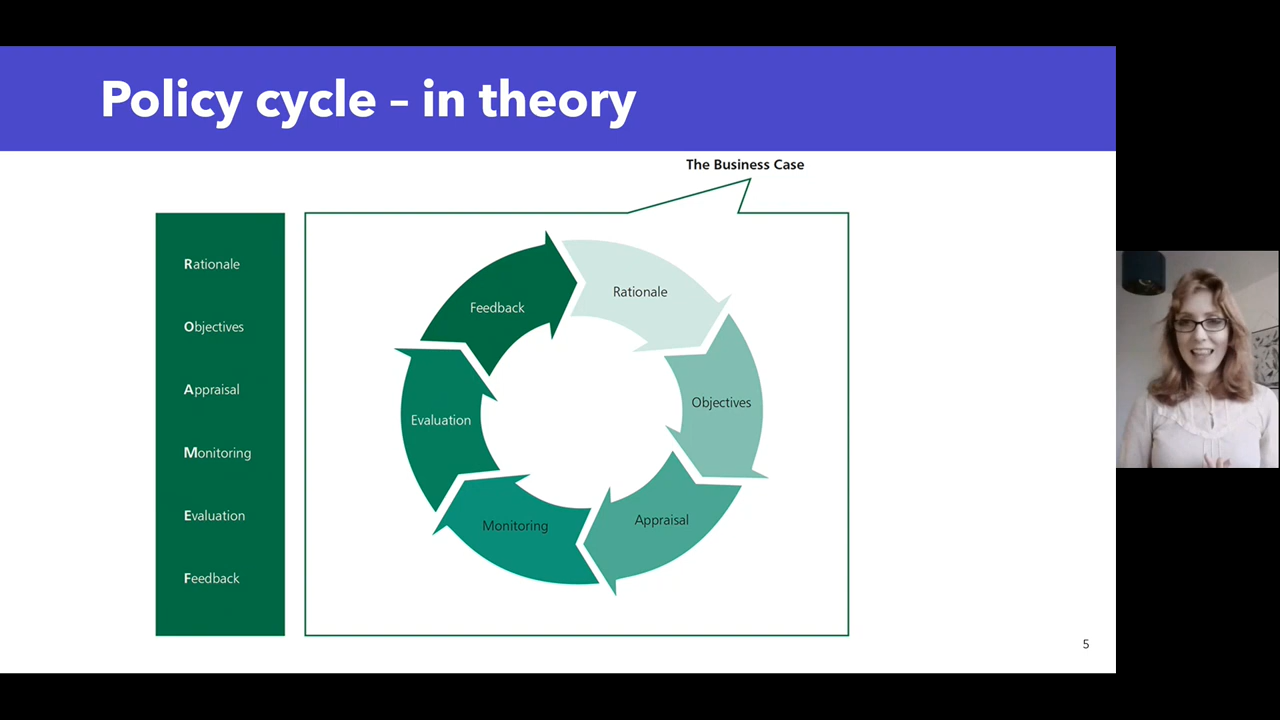 Policy cycle – in theory
The Business Case
Rationale
Objectives
Appraisal
Monitoring
Evaluation
Feedback
Rationale
Objectives
Appraisal
Monitoring
Evaluation
Feedback
5